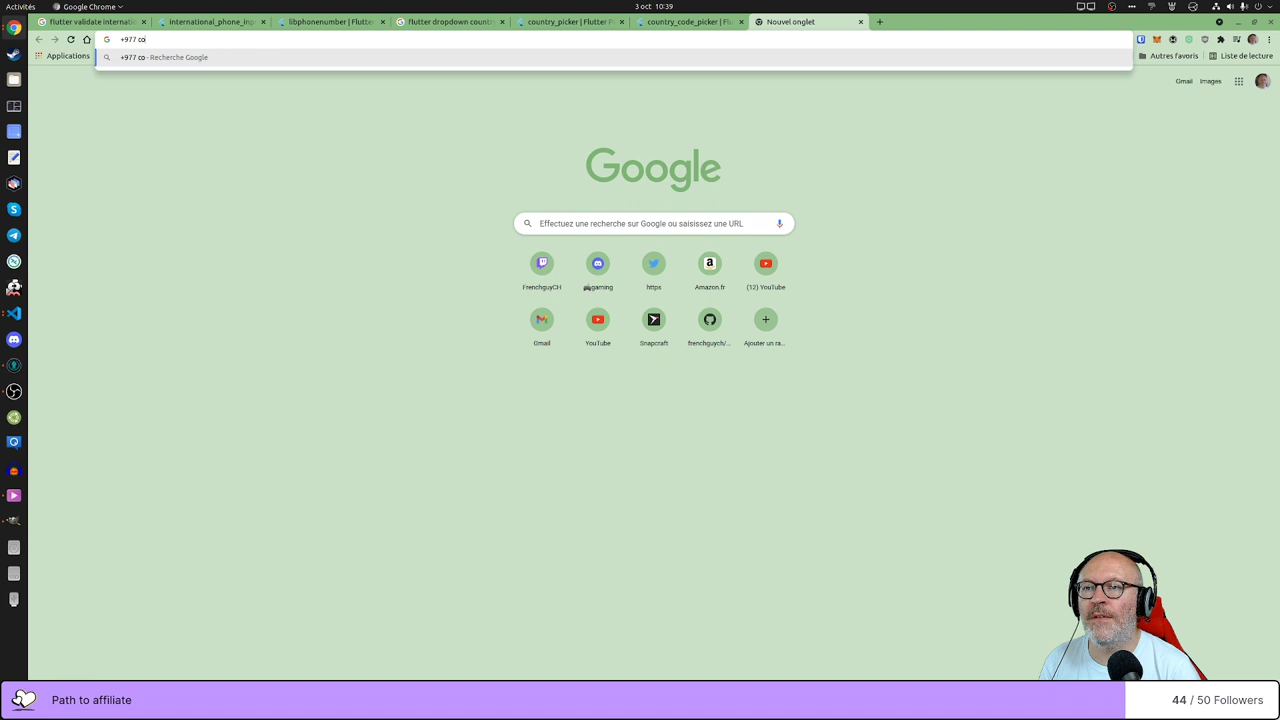 Activités
Google Chrome
3 oct 10:39
flutter validate internati
international_phone_inp
libphonenumber | Flutter
flutter dropdown countr
country_picker | Flutter P
country_code_picker | Flu
Nouvel onglet
+977 co
Applications
+977 co - Recherche Google
Autres favoris
Liste de lecture
Gmail
Images
Google
Effectuez une recherche sur Google ou saisissez une URL
FrenchguyCH
gaming
https
Amazon.fr
(12) YouTube
Gmail
YouTube
Snapcraft
frenchguych/...
Ajouter un ra...
Path to affiliate
44 / 50 Followers